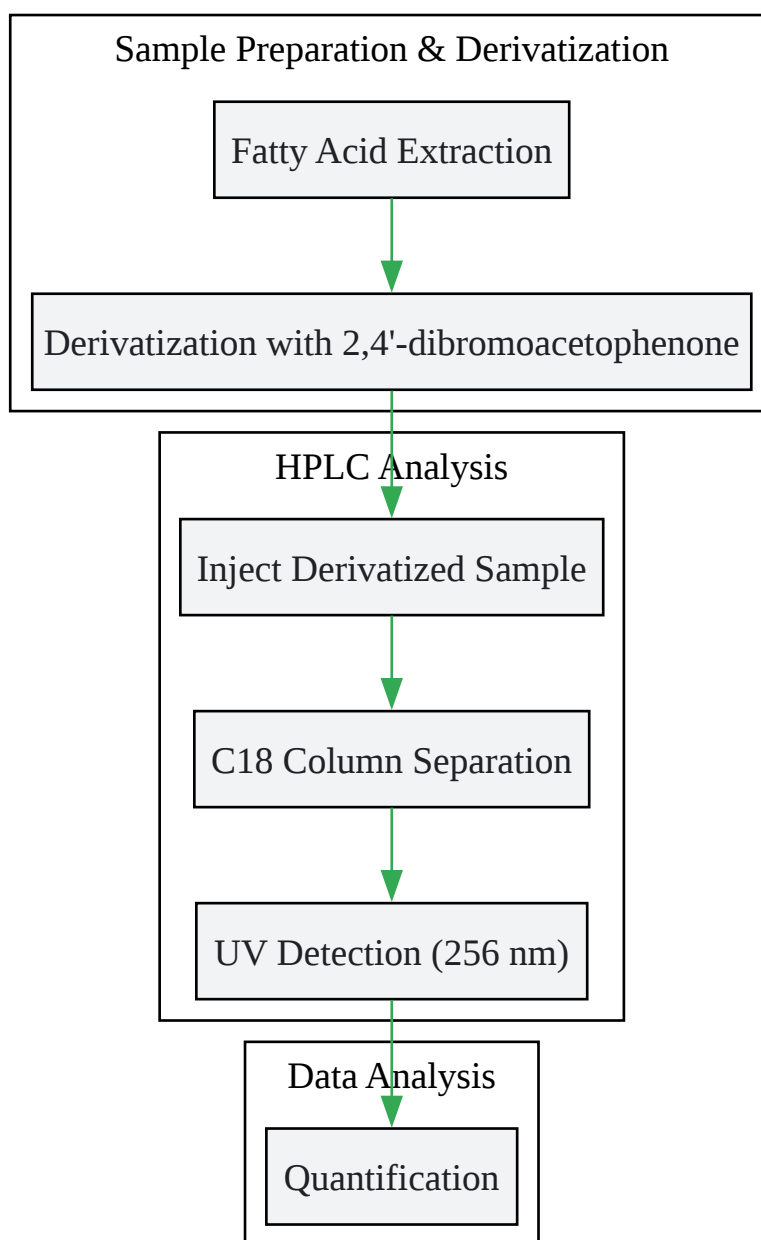 Sample Preparation & Derivatization
Fatty Acid Extraction
Derivatization with 2,4'-dibromoacetophenone
HPLC Analysis
Inject Derivatized Sample
C18 Column Separation
UV Detection (256 nm)
Data Analysis
Quantification